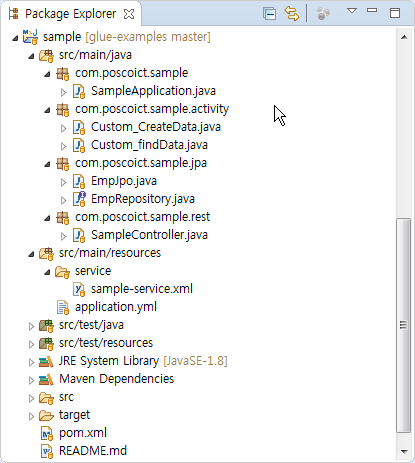 Package Explorer
sample [glue-examples master]
src/main/java
com.poscoict.sample
SampleApplication.java
com.poscoict.sample.activity
Custom_CreateData.java
Custom_findData.java
com.poscoict.sample.jpa
EmpJpo.java
EmpRepository.java
com.poscoict.sample.rest
SampleController.java
src/main/resources
service
sample-service.xml
application.yml
src/test/java
src/test/resources
JRE System Library [JavaSE-1.8]
Maven Dependencies
src
target
pom.xml
README.md